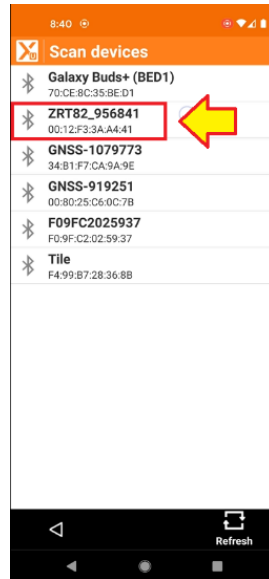 8:40
Scan devices
Galaxy Buds+ (BED1)
70:CE:8C:35:BE:D1
ZRT82_956841
00:12:F3:3A:A4:41
GNSS-1079773
34:B1:F7:CA:9A:9E
GNSS-919251
00:80:25:C6:0C:7B
F09FC2025937
F0:9F:C2:02:59:37
Tile
F4:99:B7:28:36:8B
Refresh